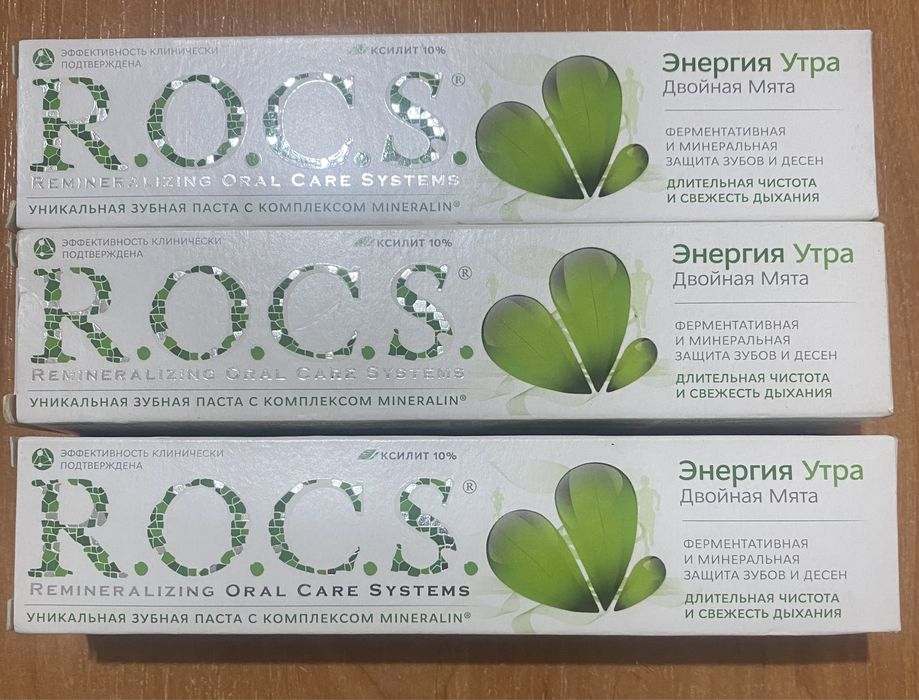 ЭФФЕКТИВНОСТЬ КЛИНИЧЕСКИ
ПОДТВЕРЖДЕНА
КСИЛИТ 10%
R.O.C.S.®
REMINERALIZING ORAL CARE SYSTEMS
УНИКАЛЬНАЯ ЗУБНАЯ ПАСТА С КОМПЛЕКСОМ MINERALIN®
Энергия Утра
Двойная Мята
ФЕРМЕНТАТИВНАЯ
И МИНЕРАЛЬНАЯ
ЗАЩИТА ЗУБОВ И ДЕСЕН
ДЛИТЕЛЬНАЯ ЧИСТОТА
И СВЕЖЕСТЬ ДЫХАНИЯ
ЭФФЕКТИВНОСТЬ КЛИНИЧЕСКИ
ПОДТВЕРЖДЕНА
КСИЛИТ 10%
R.O.C.S.®
REMINERALIZING ORAL CARE SYSTEMS
УНИКАЛЬНАЯ ЗУБНАЯ ПАСТА С КОМПЛЕКСОМ MINERALIN®
Энергия Утра
Двойная Мята
ФЕРМЕНТАТИВНАЯ
И МИНЕРАЛЬНАЯ
ЗАЩИТА ЗУБОВ И ДЕСЕН
ДЛИТЕЛЬНАЯ ЧИСТОТА
И СВЕЖЕСТЬ ДЫХАНИЯ
ЭФФЕКТИВНОСТЬ КЛИНИЧЕСКИ
ПОДТВЕРЖДЕНА
КСИЛИТ 10%
R.O.C.S.®
REMINERALIZING ORAL CARE SYSTEMS
УНИКАЛЬНАЯ ЗУБНАЯ ПАСТА С КОМПЛЕКСОМ MINERALIN®
Энергия Утра
Двойная Мята
ФЕРМЕНТАТИВНАЯ
И МИНЕРАЛЬНАЯ
ЗАЩИТА ЗУБОВ И ДЕСЕН
ДЛИТЕЛЬНАЯ ЧИСТОТА
И СВЕЖЕСТЬ ДЫХАНИЯ